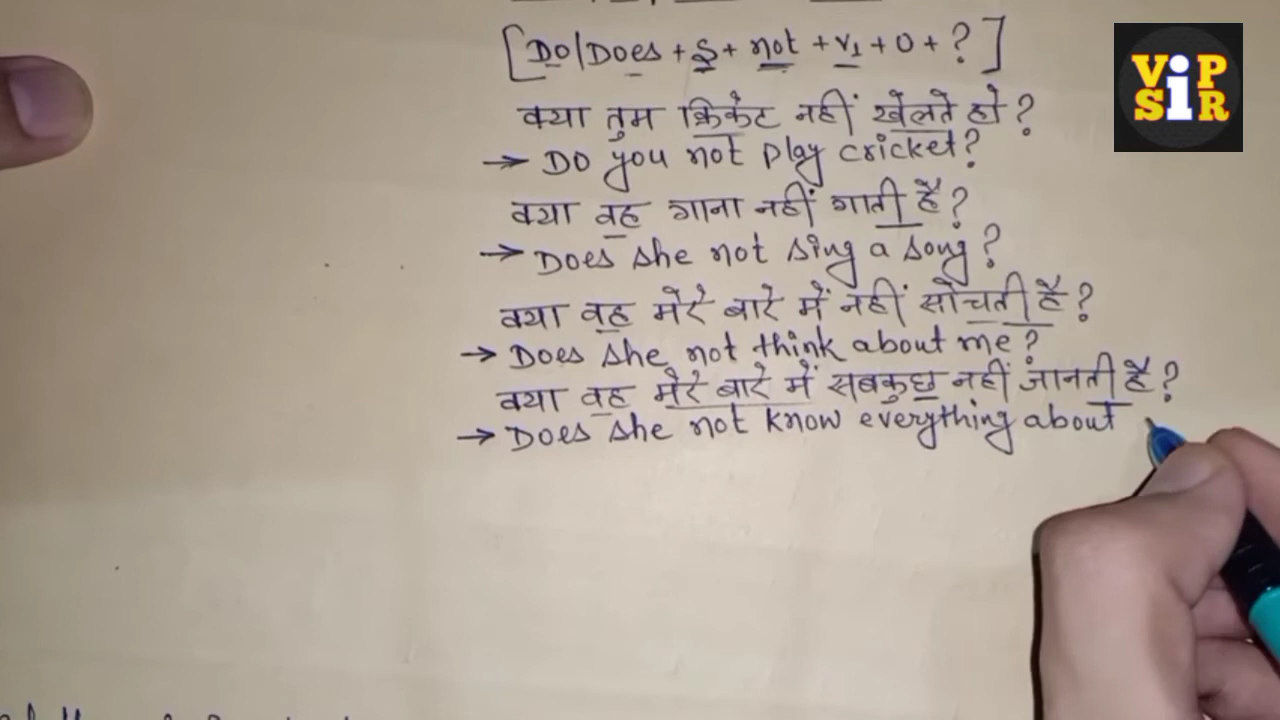 [Do/Does + S + not + V1 + O + ?]
क्या तुम क्रिकेट नहीं खेलते हो?
→ Do you not play cricket?
क्या वह गाना नहीं गाती है?
→ Does she not sing a song?
क्या वह मेरे बारे में नहीं सोचती है?
→ Does she not think about me?
क्या वह मेरे बारे में सबकुछ नहीं जानती है?
→ Does she not know everything about
ViP
SiR